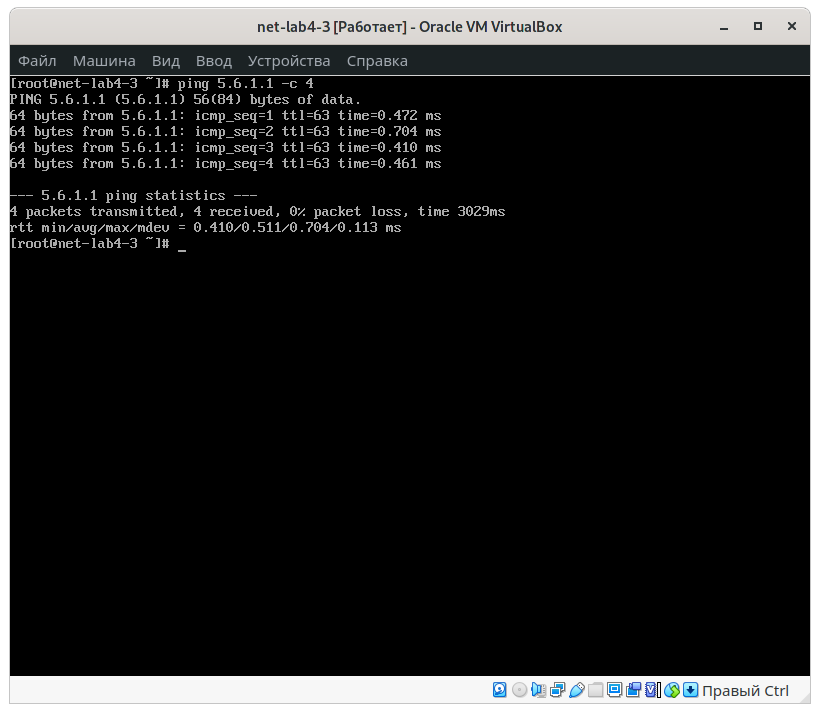 net-lab4-3 [Работает] - Oracle VM VirtualBox
Файл Машина Вид Ввод Устройства Справка
[root@net-lab4-3 ~]# ping 5.6.1.1 -c 4
PING 5.6.1.1 (5.6.1.1) 56(84) bytes of data.
64 bytes from 5.6.1.1: icmp_seq=1 ttl=63 time=0.472 ms
64 bytes from 5.6.1.1: icmp_seq=2 ttl=63 time=0.704 ms
64 bytes from 5.6.1.1: icmp_seq=3 ttl=63 time=0.410 ms
64 bytes from 5.6.1.1: icmp_seq=4 ttl=63 time=0.461 ms
--- 5.6.1.1 ping statistics ---
4 packets transmitted, 4 received, 0% packet loss, time 3029ms
rtt min/avg/max/mdev = 0.410/0.511/0.704/0.113 ms
[root@net-lab4-3 ~]# _
Правый Ctrl